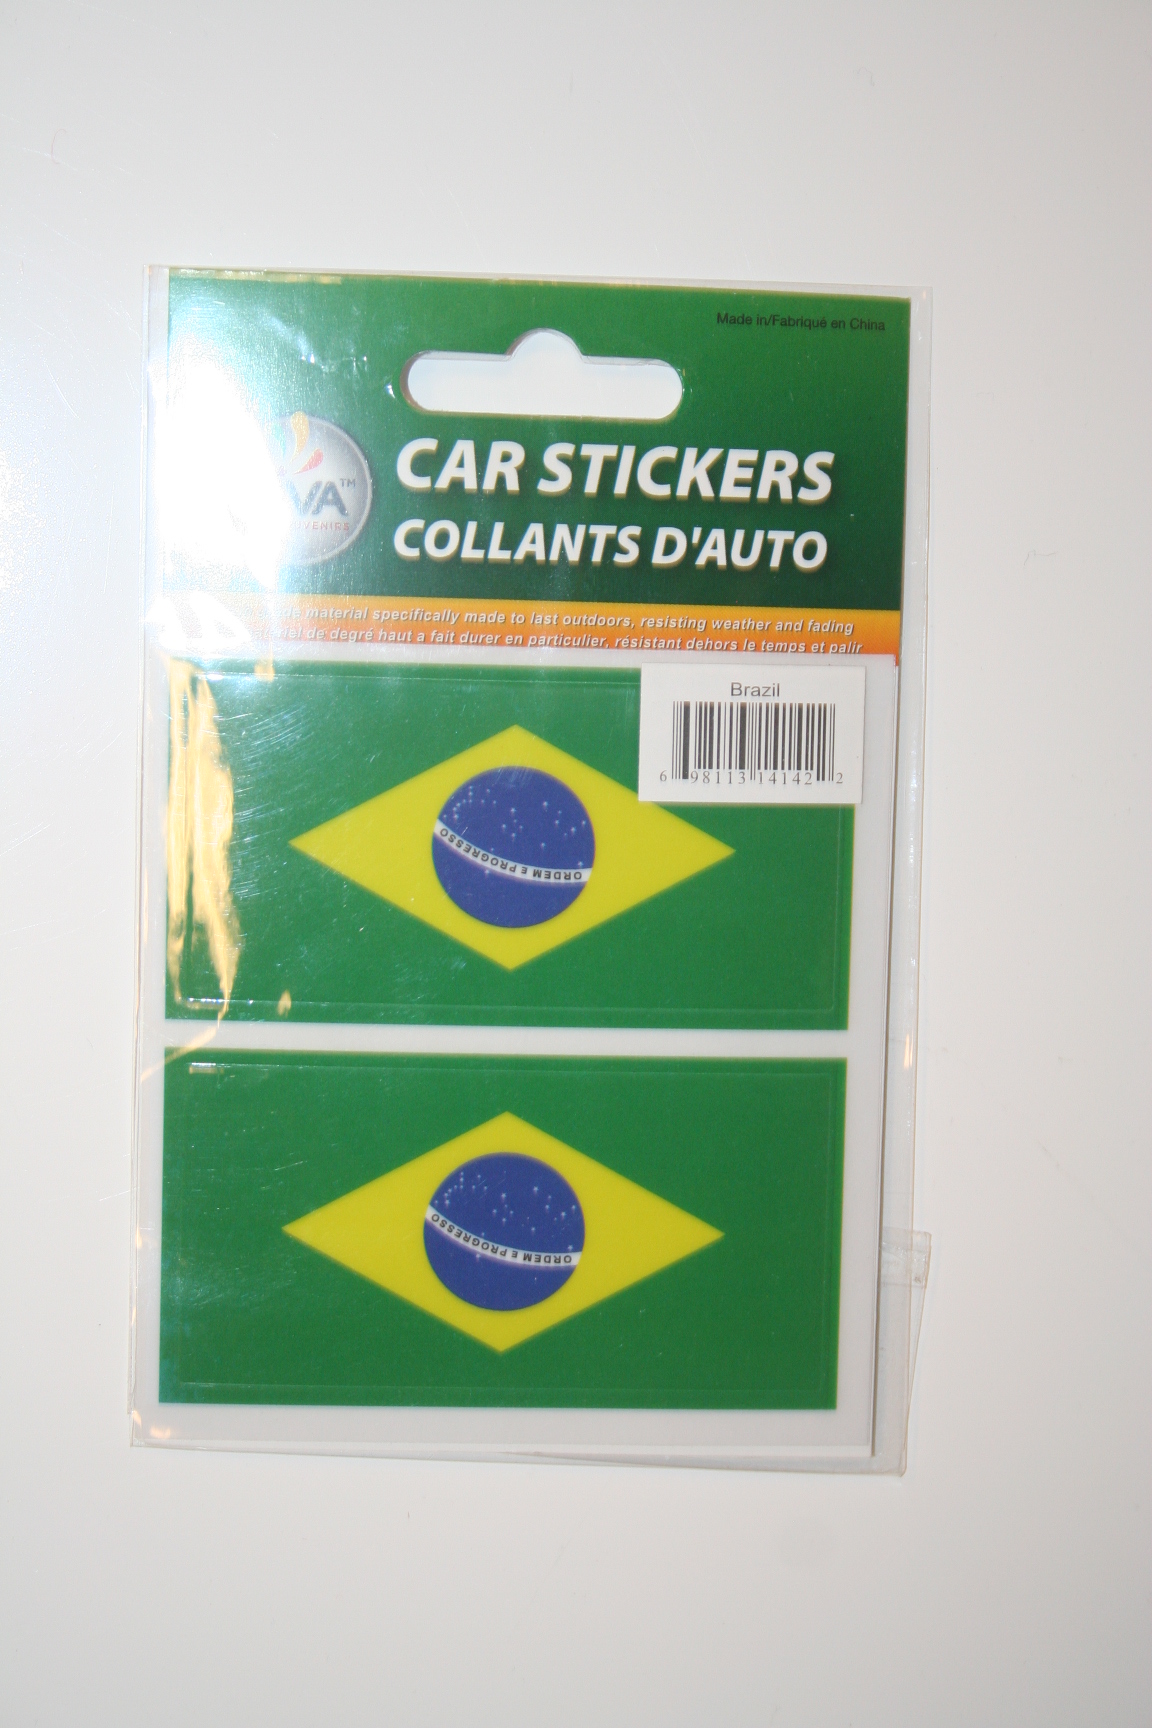 Made in/Fabriqué en China
CAR STICKERS
COLLANTS D'AUTO
TM
material specifically made to last outdoors, resisting weather and fading
de degré haut a fait durer en particulier, résistant dehors le temps et palir
Brazil
6 98113 14142 2
ORDEM E PROGRESSO
ORDEM E PROGRESSO